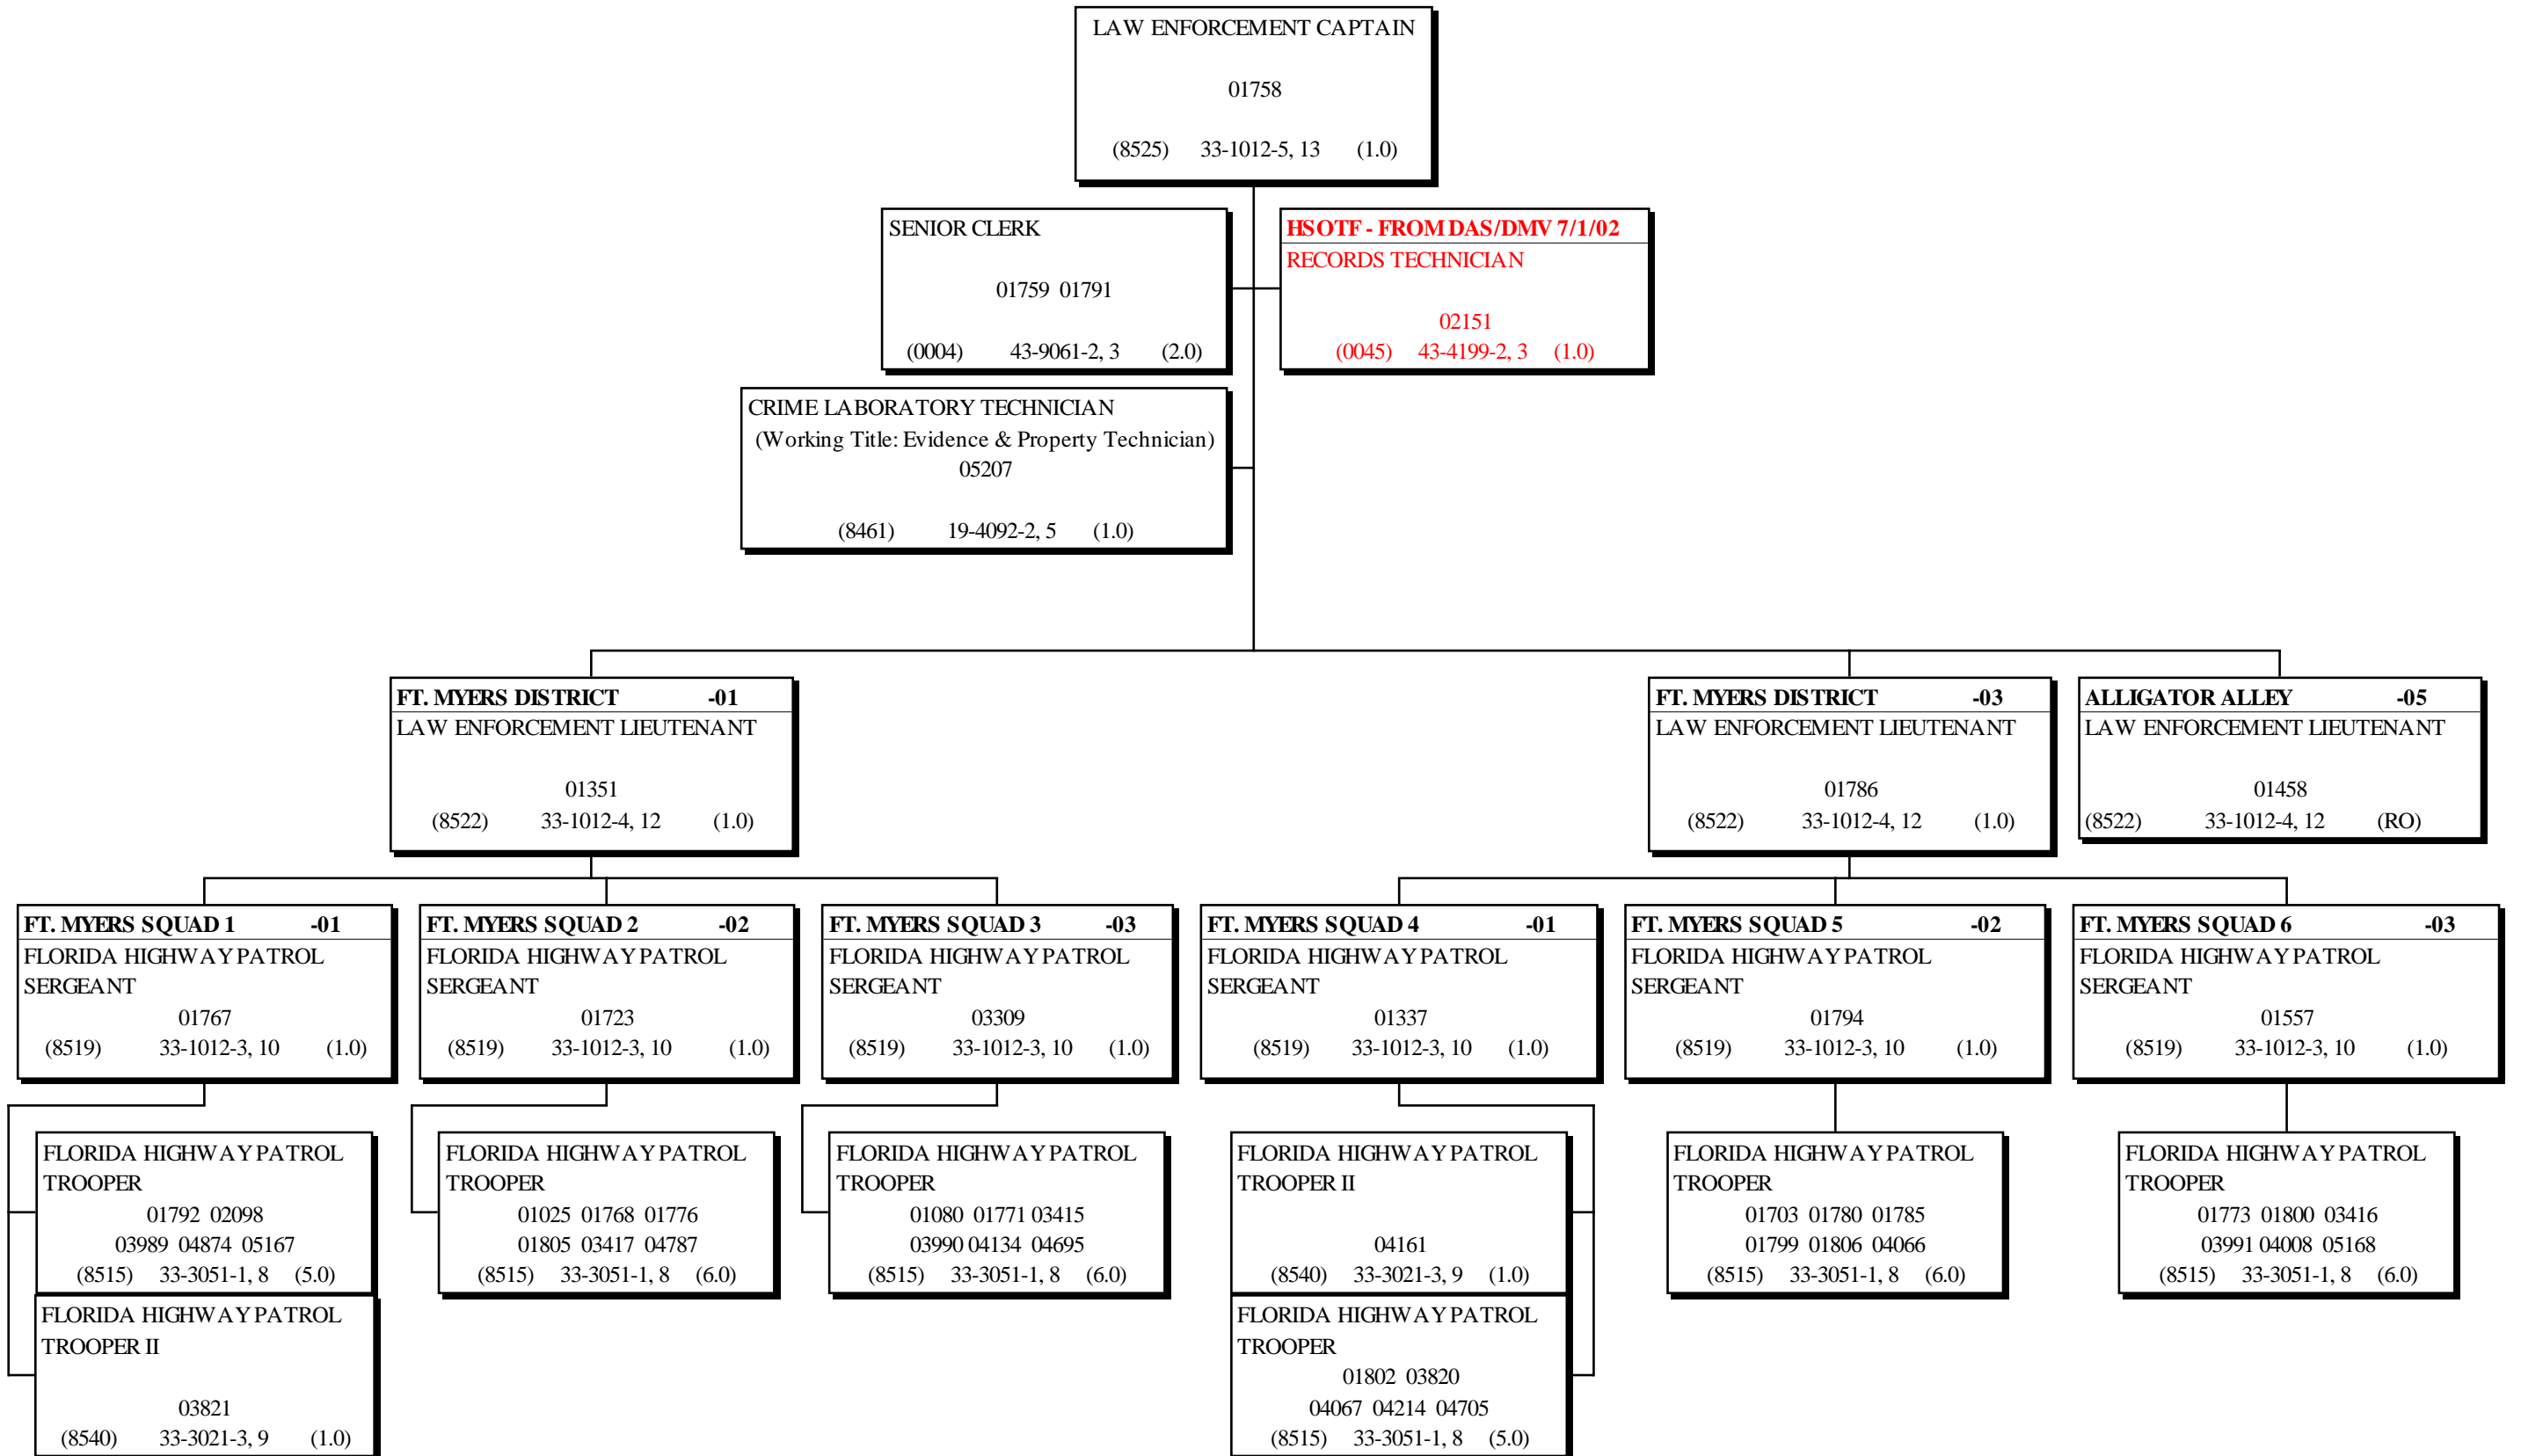 LAW ENFORCEMENT CAPTAIN
01758
(8525) 33-1012-5, 13 (1.0)
SENIOR CLERK
01759 01791
(0004) 43-9061-2, 3 (2.0)
HSOTF - FROM DAS/DMV 7/1/02
RECORDS TECHNICIAN
02151
(0045) 43-4199-2, 3 (1.0)
CRIME LABORATORY TECHNICIAN
(Working Title: Evidence & Property Technician)
05207
(8461) 19-4092-2, 5 (1.0)
FT. MYERS DISTRICT -01
LAW ENFORCEMENT LIEUTENANT
01351
(8522) 33-1012-4, 12 (1.0)
FT. MYERS DISTRICT -03
LAW ENFORCEMENT LIEUTENANT
01786
(8522) 33-1012-4, 12 (1.0)
ALLIGATOR ALLEY -05
LAW ENFORCEMENT LIEUTENANT
01458
(8522) 33-1012-4, 12 (RO)
FT. MYERS SQUAD 1 -01
FLORIDA HIGHWAY PATROL
SERGEANT
01767
(8519) 33-1012-3, 10 (1.0)
FT. MYERS SQUAD 2 -02
FLORIDA HIGHWAY PATROL
SERGEANT
01723
(8519) 33-1012-3, 10 (1.0)
FT. MYERS SQUAD 3 -03
FLORIDA HIGHWAY PATROL
SERGEANT
03309
(8519) 33-1012-3, 10 (1.0)
FT. MYERS SQUAD 4 -01
FLORIDA HIGHWAY PATROL
SERGEANT
01337
(8519) 33-1012-3, 10 (1.0)
FT. MYERS SQUAD 5 -02
FLORIDA HIGHWAY PATROL
SERGEANT
01794
(8519) 33-1012-3, 10 (1.0)
FT. MYERS SQUAD 6 -03
FLORIDA HIGHWAY PATROL
SERGEANT
01557
(8519) 33-1012-3, 10 (1.0)
FLORIDA HIGHWAY PATROL
TROOPER
01792 02098
03989 04874 05167
(8515) 33-3051-1, 8 (5.0)
FLORIDA HIGHWAY PATROL
TROOPER II
03821
(8540) 33-3021-3, 9 (1.0)
FLORIDA HIGHWAY PATROL
TROOPER
01025 01768 01776
01805 03417 04787
(8515) 33-3051-1, 8 (6.0)
FLORIDA HIGHWAY PATROL
TROOPER
01080 01771 03415
03990 04134 04695
(8515) 33-3051-1, 8 (6.0)
FLORIDA HIGHWAY PATROL
TROOPER II
04161
(8540) 33-3021-3, 9 (1.0)
FLORIDA HIGHWAY PATROL
TROOPER
01802 03820
04067 04214 04705
(8515) 33-3051-1, 8 (5.0)
FLORIDA HIGHWAY PATROL
TROOPER
01703 01780 01785
01799 01806 04066
(8515) 33-3051-1, 8 (6.0)
FLORIDA HIGHWAY PATROL
TROOPER
01773 01800 03416
03991 04008 05168
(8515) 33-3051-1, 8 (6.0)